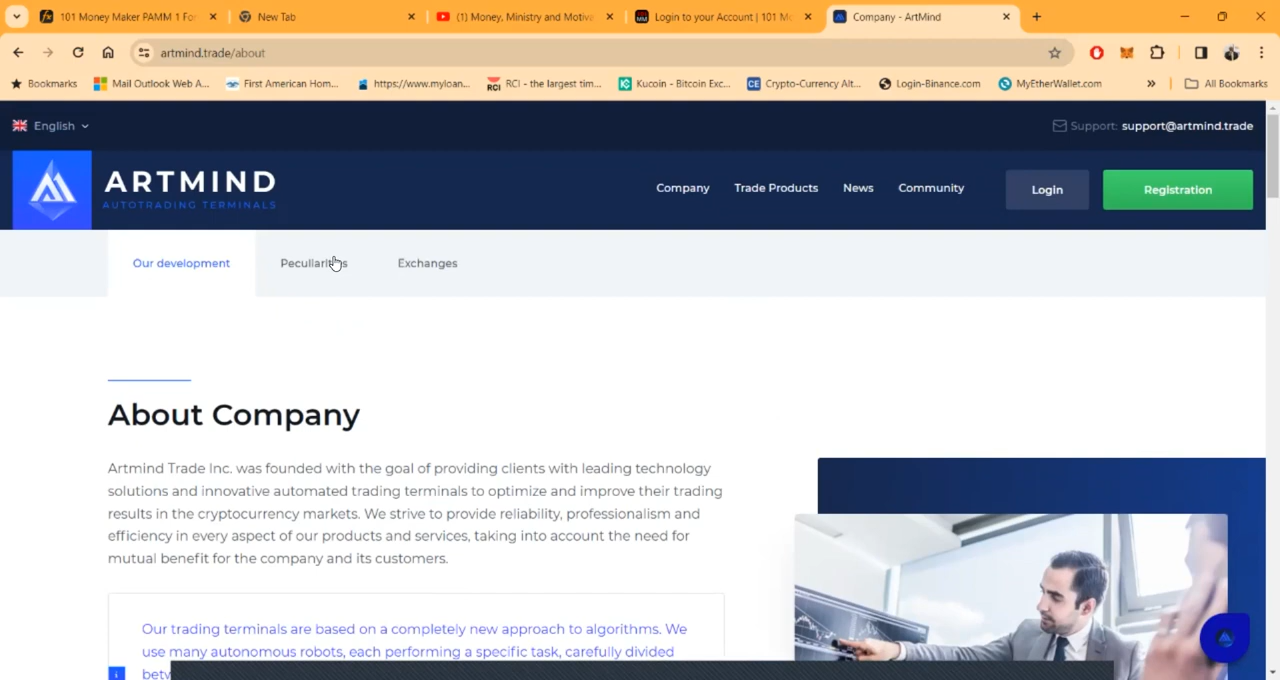 101 Money Maker PAMM 1 Fo
New Tab
(1) Money, Ministry and Motiva
Login to your Account | 101 Mo
Company - ArtMind
artmind.trade/about
Bookmarks
Mail Outlook Web A...
First American Hom...
https://www.myloan...
RCI - the largest tim...
Kucoin - Bitcoin Exc...
Crypto-Currency Alt...
Login-Binance.com
MyEtherWallet.com
All Bookmarks
English
Support: support@artmind.trade
ARTMIND
AUTOTRADING TERMINALS
Company
Trade Products
News
Community
Login
Registration
Our development
Peculiarities
Exchanges
About Company
Artmind Trade Inc. was founded with the goal of providing clients with leading technology
solutions and innovative automated trading terminals to optimize and improve their trading
results in the cryptocurrency markets. We strive to provide reliability, professionalism and
efficiency in every aspect of our products and services, taking into account the need for
mutual benefit for the company and its customers.
Our trading terminals are based on a completely new approach to algorithms. We
use many autonomous robots, each performing a specific task, carefully divided